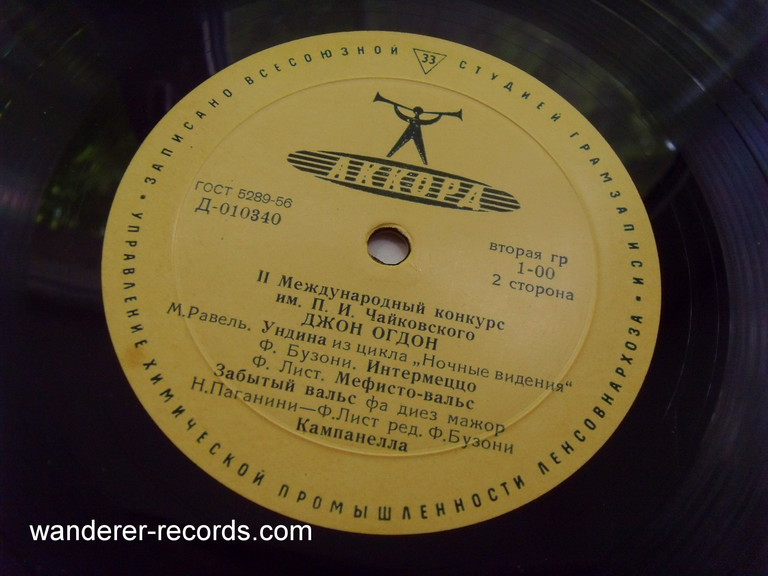 • ЗАПИСАНО ВСЕСОЮЗНОЙ 33 СТУДИЕЙ ГРАМЗАПИСИ •
АККОРД
ГОСТ 5289-56
Д-010340
вторая гр
1-00
2 сторона
II Международный конкурс
им. П. И. Чайковского
ДЖОН ОГДОН
М. Равель. Ундина из цикла „Ночные видения"
Ф. Бузони. Интермеццо
Ф. Лист. Мефисто-вальс
Забытый вальс фа диез мажор
Н. Паганини—Ф. Лист ред. Ф. Бузони
Кампанелла
УПРАВЛЕНИЕ ХИМИЧЕСКОЙ ПРОМЫШЛЕННОСТИ ЛЕНСОВНАРХОЗА
wanderer-records.com